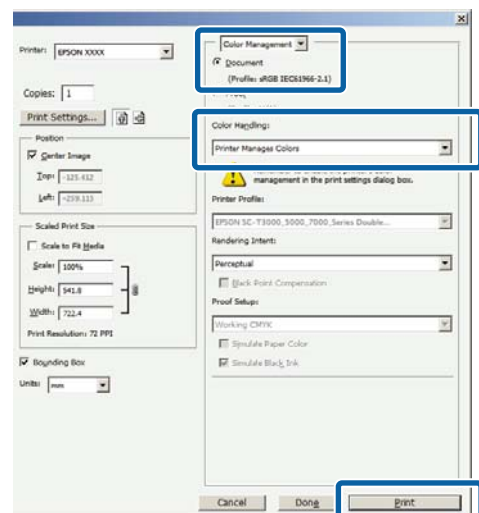 Printer: EPSON XXXX
Copies: 1
Print Settings...
Position
Center Image
Top: -125.412
Left: -259.115
Scaled Print Size
Scale to Fit Media
Scale: 100%
Height: 541.8
Width: 722.4
Print Resolution: 72 PPI
Bounding Box
Units: mm
Color Management
Document
(Profile: sRGB IEC61966-2.1)
Color Handling:
Printer Manages Colors
management in the print settings dialog box.
Printer Profile:
EPSON SC-T3000_5000_7000_Series Double...
Rendering Intent:
Perceptual
Black Point Compensation
Proof Setup:
Working CMYK
Simulate Paper Color
Simulate Black Ink
Cancel
Done
Print